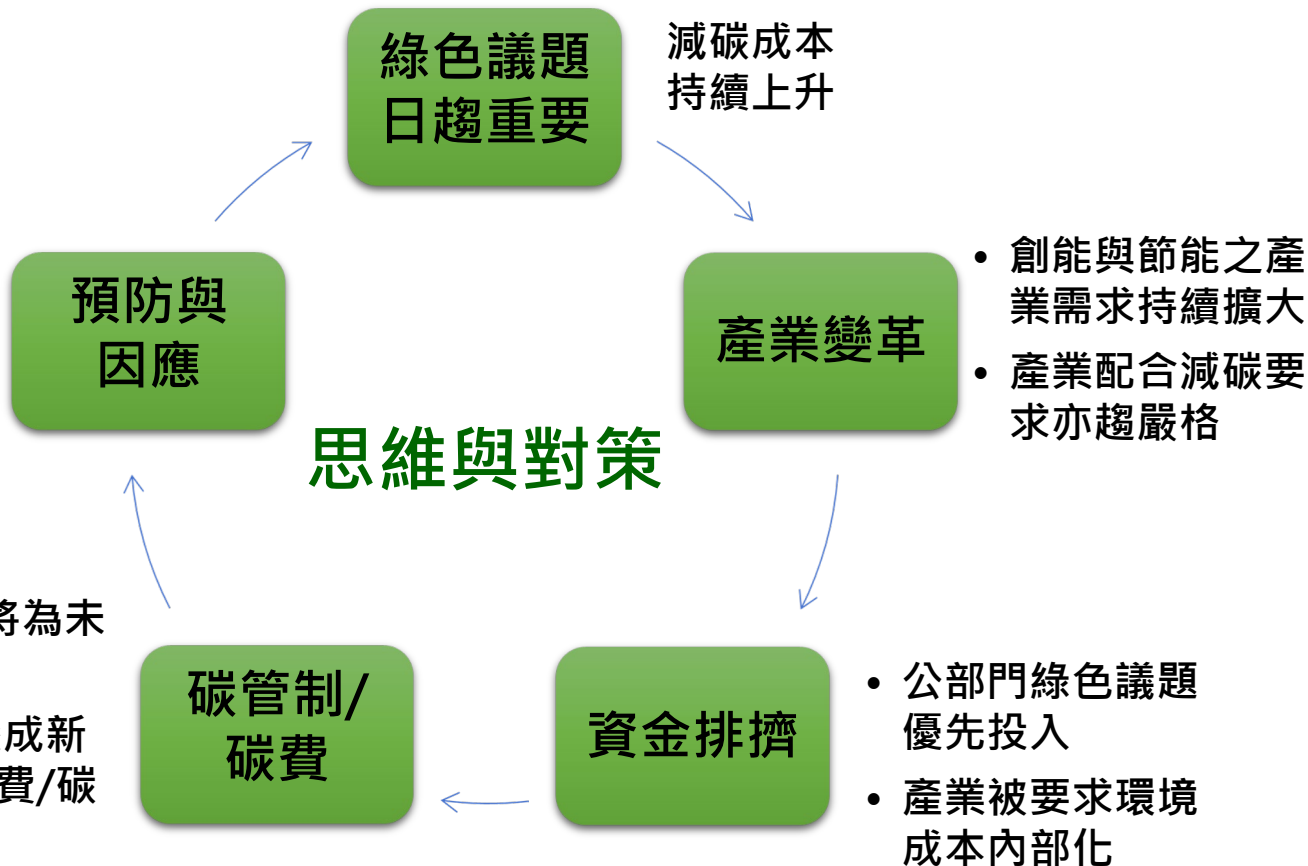 綠色議題
日趨重要
減碳成本
持續上升
預防與
因應
產業變革
• 創能與節能之產
業需求持續擴大
• 產業配合減碳要
求亦趨嚴格
思維與對策
將為未
成新
費/碳
碳管制/
碳費
資金排擠
• 公部門綠色議題
優先投入
• 產業被要求環境
成本內部化